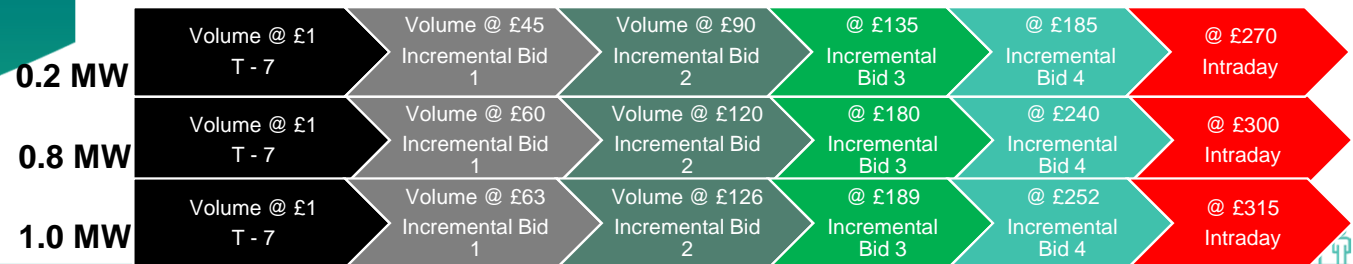 0.2 MW
Volume @ £1
T - 7
Volume @ £45
Incremental Bid
1
Volume @ £90
Incremental Bid
2
@ £135
Incremental
Bid 3
@ £185
Incremental
Bid 4
@ £270
Intraday
0.8 MW
Volume @ £1
T - 7
Volume @ £60
Incremental Bid
1
Volume @ £120
Incremental Bid
2
@ £180
Incremental
Bid 3
@ £240
Incremental
Bid 4
@ £300
Intraday
1.0 MW
Volume @ £1
T - 7
Volume @ £63
Incremental Bid
1
Volume @ £126
Incremental Bid
2
@ £189
Incremental
Bid 3
@ £252
Incremental
Bid 4
@ £315
Intraday